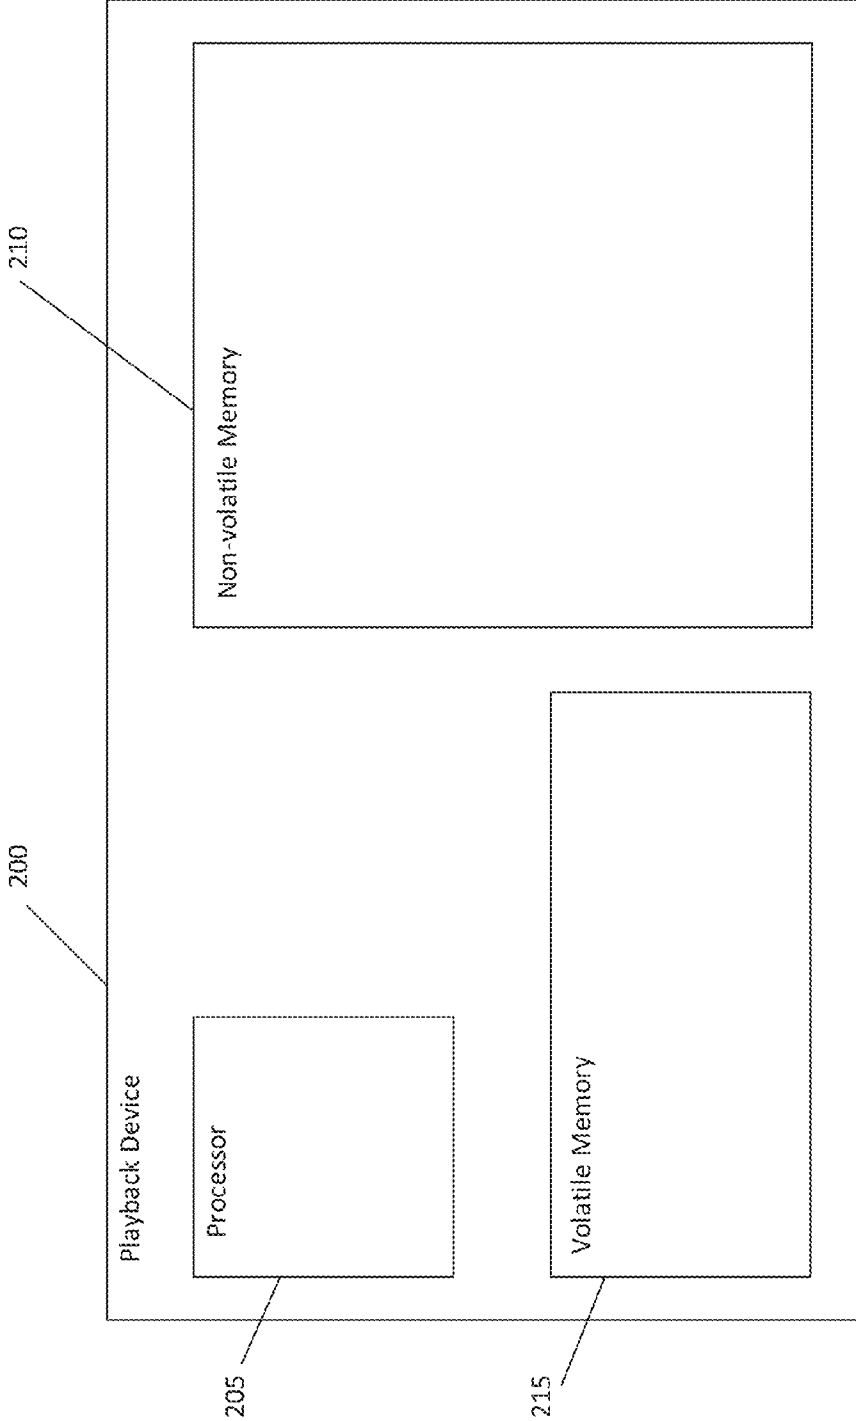 200
210
Playback Device
205
Processor
Non-volatile Memory
215
Volatile Memory